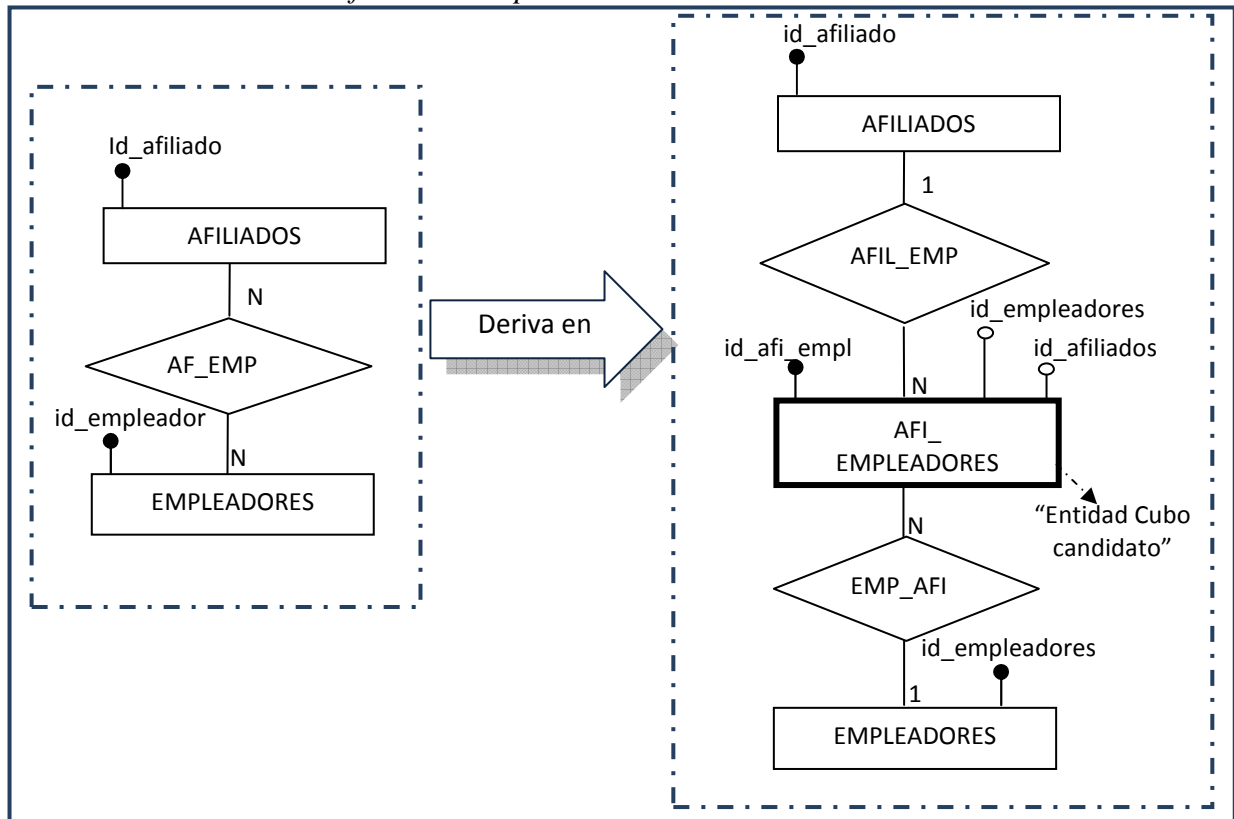 Id_afiliado
AFILIADOS
N
AF_EMP
id_empleador
N
EMPLEADORES
Deriva en
id_afiliado
AFILIADOS
1
AFIL_EMP
id_empleadores
id_afi_empl
id_afiliados
N
AFI_
EMPLEADORES
“Entidad Cubo
candidato”
N
EMP_AFI
id_empleadores
1
EMPLEADORES